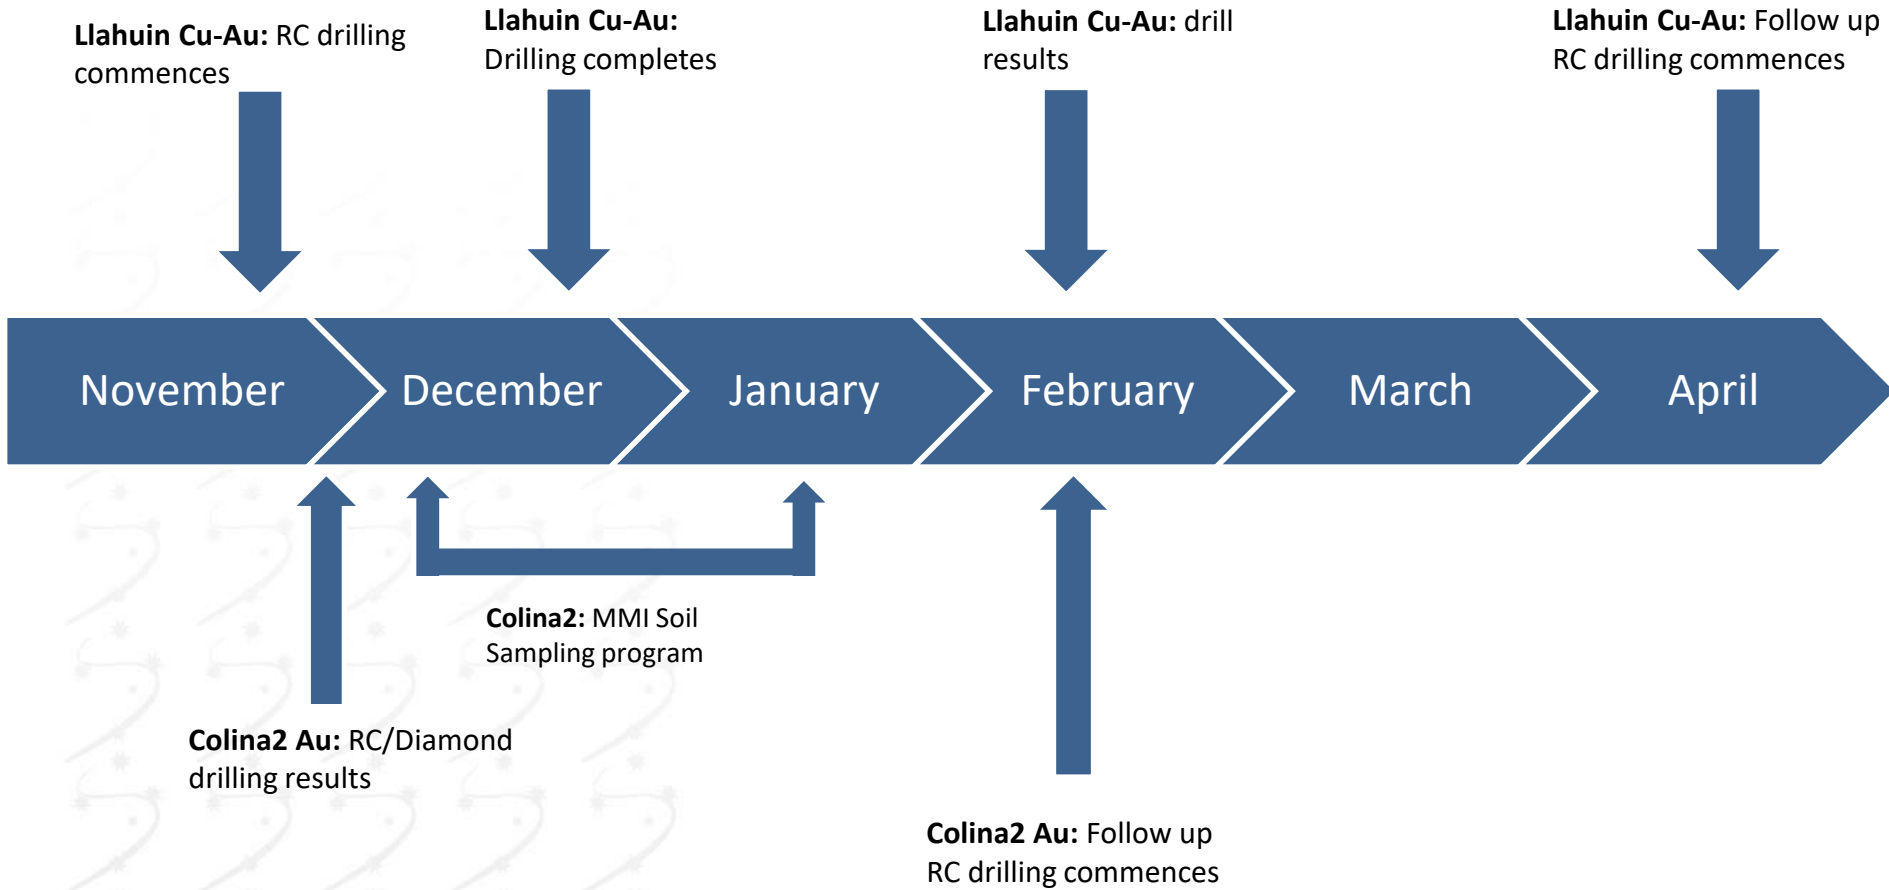 Llahuin Cu-Au: RC drilling
commences
Llahuin Cu-Au:
Drilling completes
Llahuin Cu-Au: drill
results
Llahuin Cu-Au: Follow up
RC drilling commences
November
December
January
February
March
April
Colina2: MMI Soil
Sampling program
Colina2 Au: RC/Diamond
drilling results
Colina2 Au: Follow up
RC drilling commences